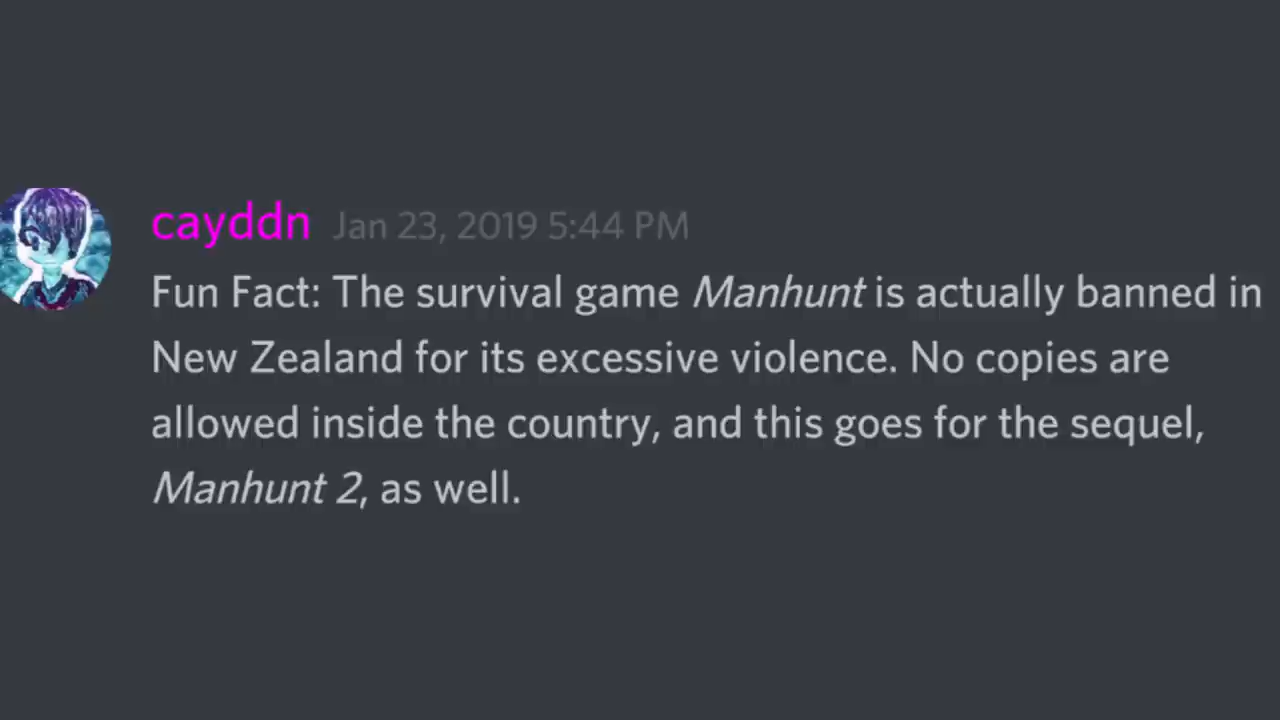 cayddn Jan 23, 2019 5:44 PM
Fun Fact: The survival game Manhunt is actually banned in
New Zealand for its excessive violence. No copies are
allowed inside the country, and this goes for the sequel,
Manhunt 2, as well.